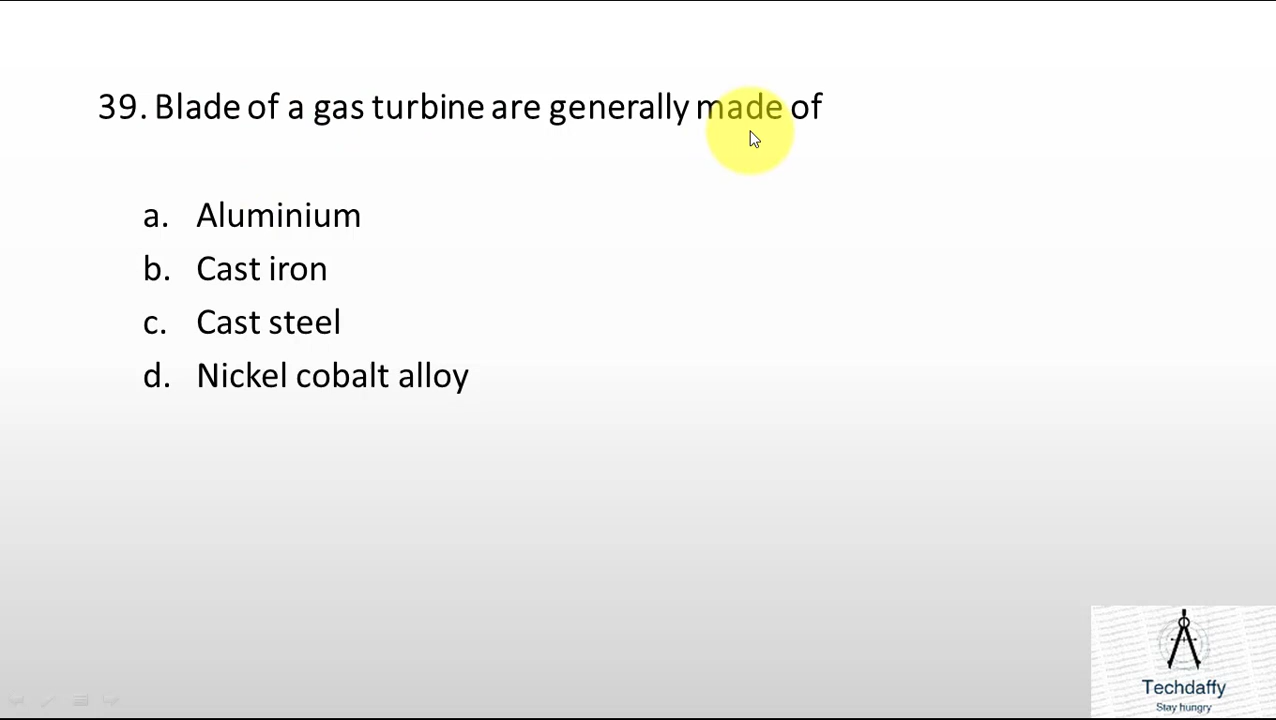 39. Blade of a gas turbine are generally made of
a. Aluminium
b. Cast iron
c. Cast steel
d. Nickel cobalt alloy
Techdaffy
Stay hungry